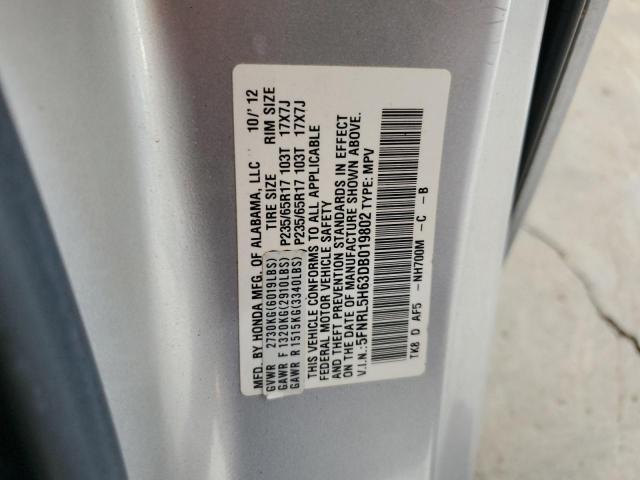 MFD. BY HONDA MFG. OF ALABAMA, LLC 10/'12
TIRE SIZE RIM SIZE
GVWR 2730KG(6019LBS)
GAWR F 1320KG(2910LBS) P235/65R17 103T 17X7J
GAWR R 1515KG(3340LBS) P235/65R17 103T 17X7J
THIS VEHICLE CONFORMS TO ALL APPLICABLE
FEDERAL MOTOR VEHICLE SAFETY
AND THEFT PREVENTION STANDARDS IN EFFECT
ON THE DATE OF MANUFACTURE SHOWN ABOVE.
V.I.N.: 5FNRL5H63DB019802 TYPE: MPV
TK8 D AF5 -NH700M -C -B